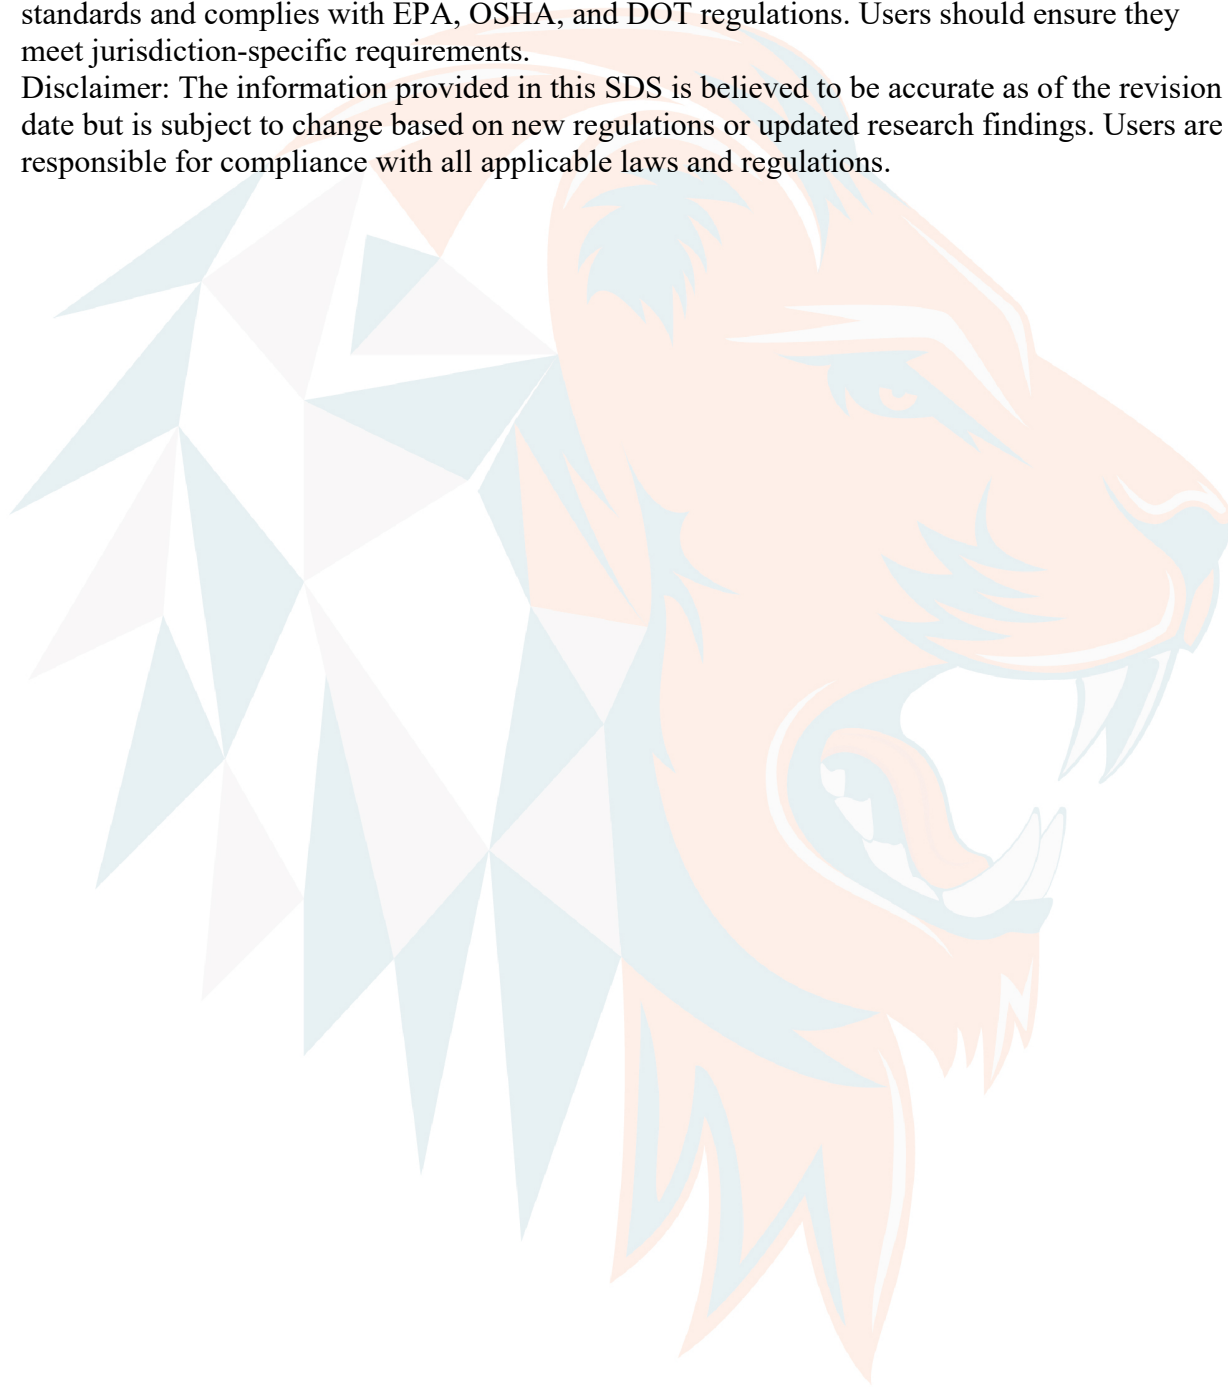 standards and complies with EPA, OSHA, and DOT regulations. Users should ensure they
meet jurisdiction-specific requirements.
Disclaimer: The information provided in this SDS is believed to be accurate as of the revision
date but is subject to change based on new regulations or updated research findings. Users are
responsible for compliance with all applicable laws and regulations.